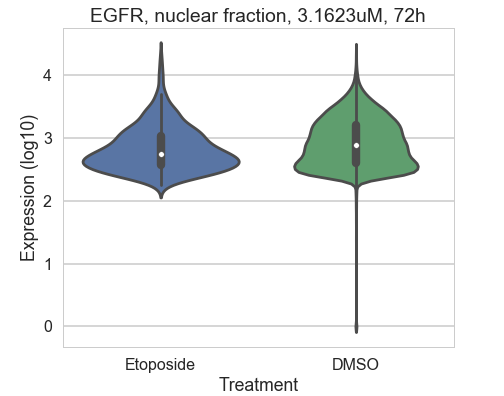 EGFR, nuclear fraction, 3.1623uM, 72h
Expression (log10)
4
3
2
1
0
Etoposide DMSO
Treatment